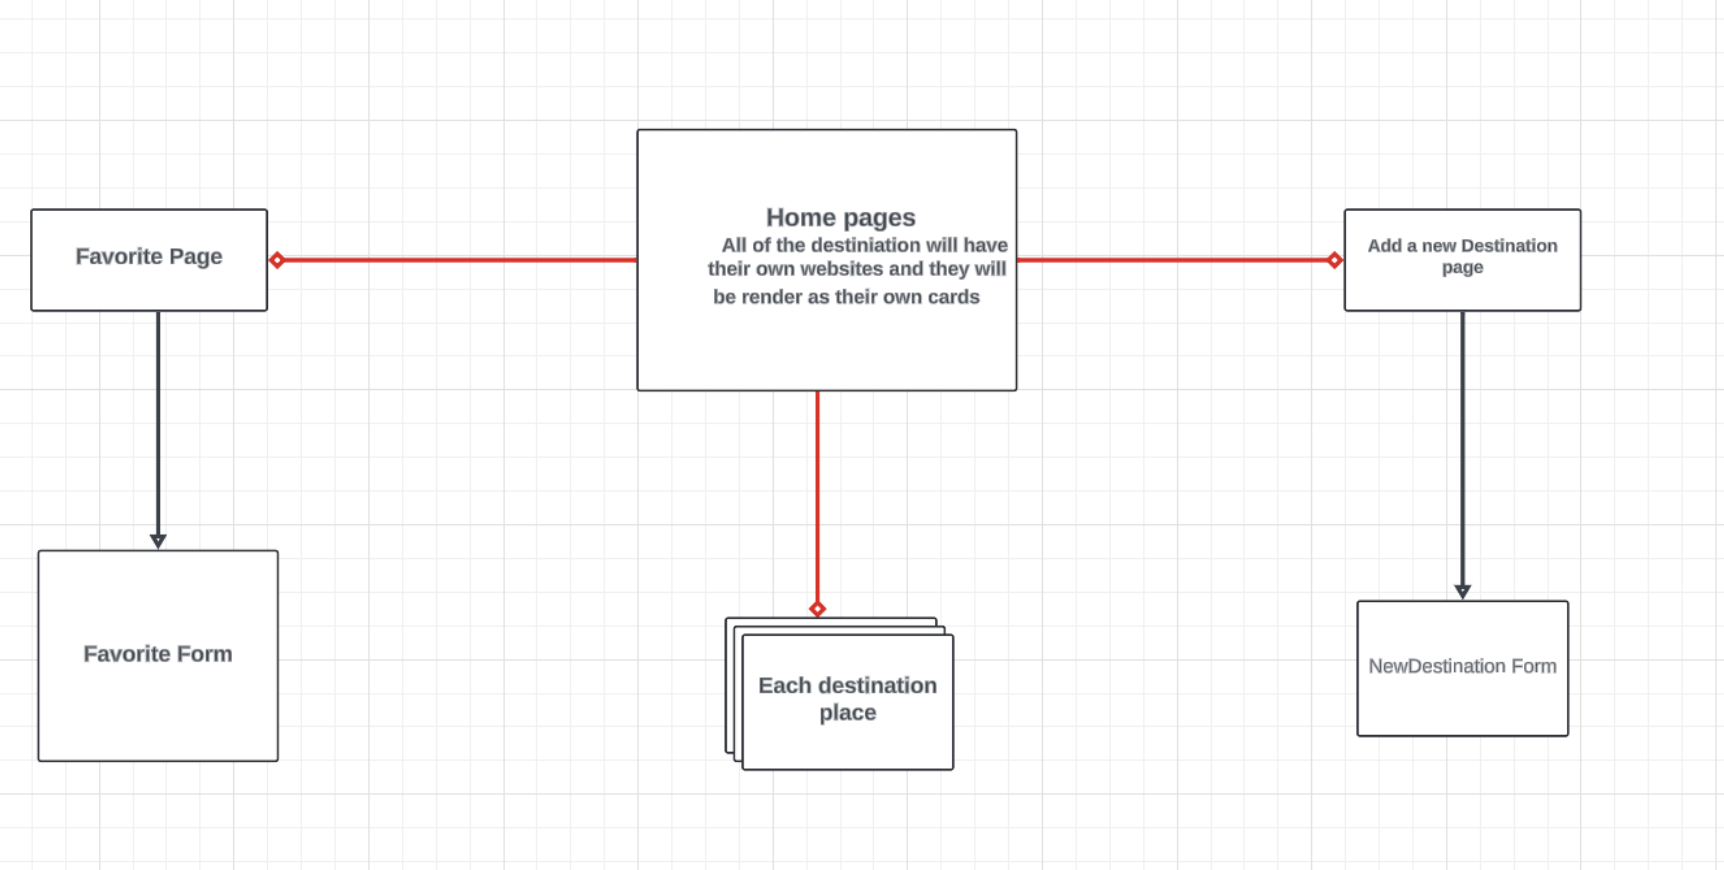 Home pages
All of the destiniation will have
their own websites and they will
be render as their own cards
Favorite Page
Add a new Destination
page
Favorite Form
Each destination
place
NewDestination Form